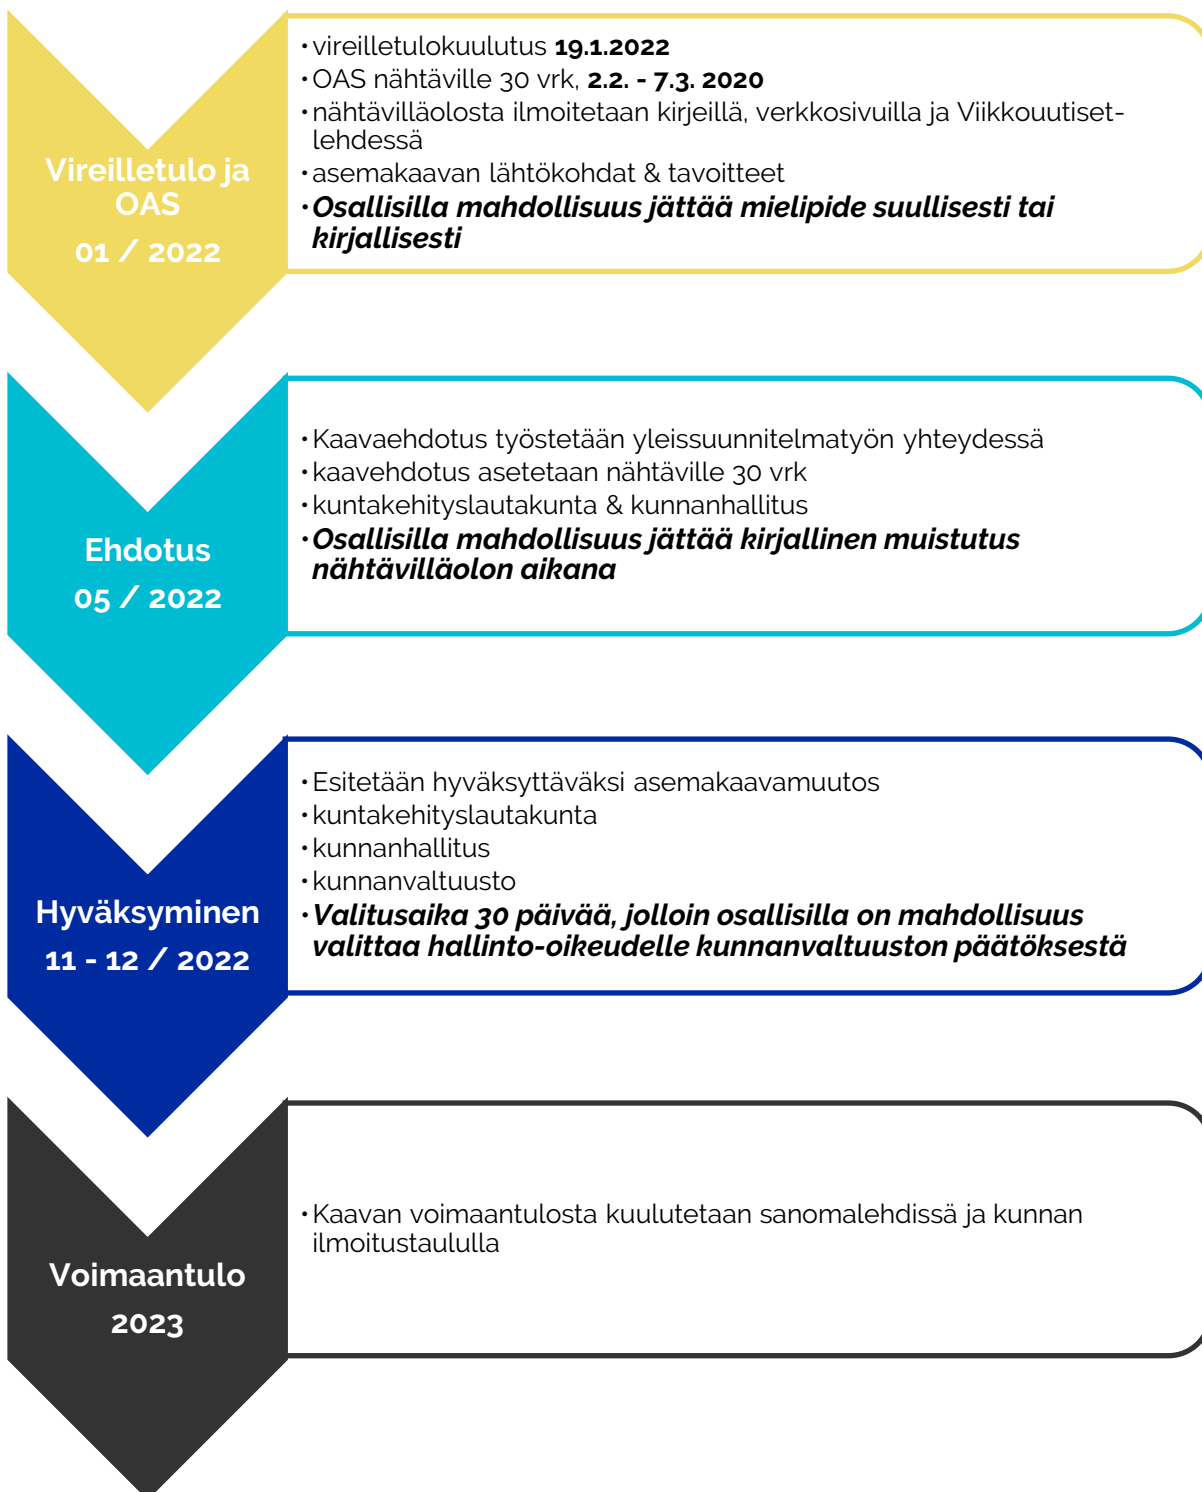 Vireilletulo ja
OAS
01 / 2022
• vireilletulokuulutus 19.1.2022
• OAS nähtäville 30 vrk, 2.2. - 7.3. 2020
• nähtävilläolosta ilmoitetaan kirjeillä, verkkosivuilla ja Viikkouutiset-
lehdessä
• asemakaavan lähtökohdat & tavoitteet
• Osallisilla mahdollisuus jättää mielipide suullisesti tai
kirjallisesti
Ehdotus
05 / 2022
• Kaavaehdotus työstetään yleissuunnitelmatyön yhteydessä
• kaavehdotus asetetaan nähtäville 30 vrk
• kuntakehityslautakunta & kunnanhallitus
• Osallisilla mahdollisuus jättää kirjallinen muistutus
nähtävilläolon aikana
Hyväksyminen
11 - 12 / 2022
• Esitetään hyväksyttäväksi asemakaavamuutos
• kuntakehityslautakunta
• kunnanhallitus
• kunnanvaltuusto
• Valitusaika 30 päivää, jolloin osallisilla on mahdollisuus
valittaa hallinto-oikeudelle kunnanvaltuuston päätöksestä
Voimaantulo
2023
• Kaavan voimaantulosta kuulutetaan sanomalehdissä ja kunnan
ilmoitustaululla